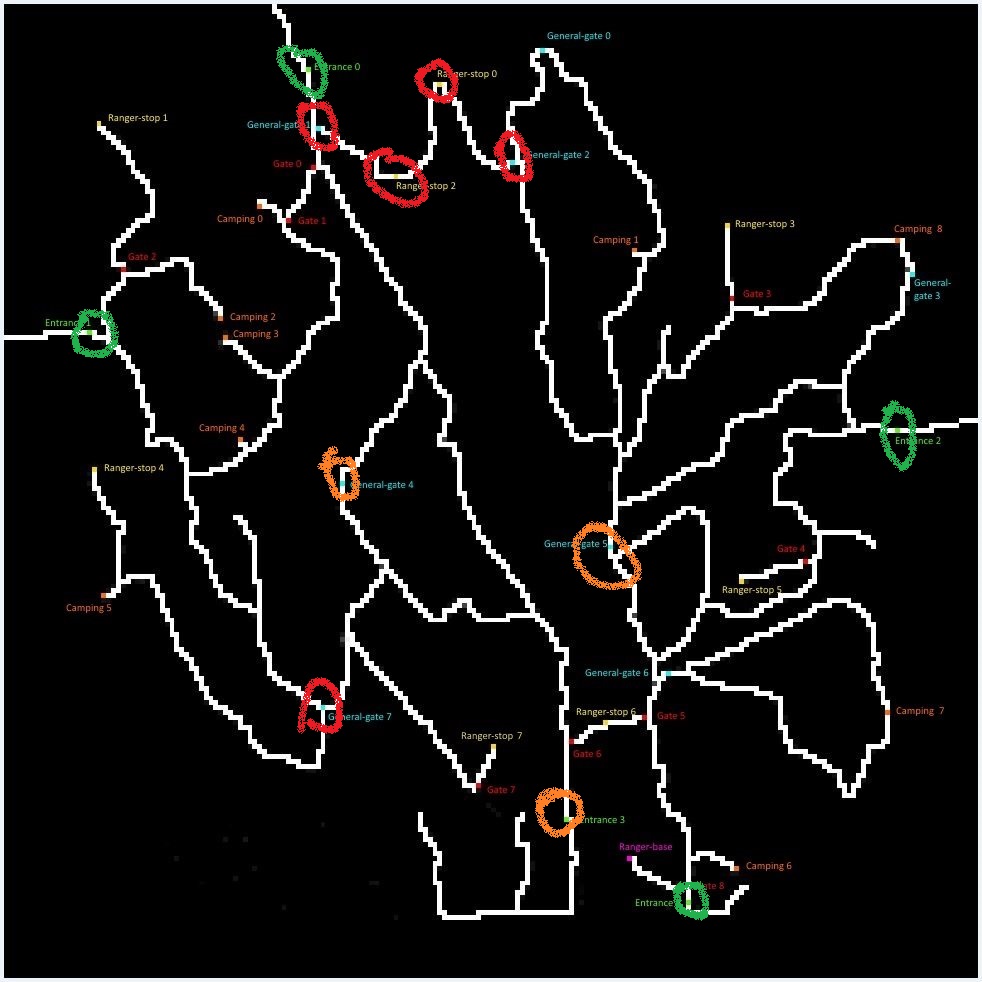 General-gate 0
Entrance 0
Ranger-stop 0
Ranger-stop 1
General-gate 1
General-gate 2
Gate 0
Ranger-stop 2
Camping 0
Gate 1
Ranger-stop 3
Camping 8
Camping 1
Gate 2
General-
gate 3
Gate 3
Camping 2
Entrance 1
Camping 3
Camping 4
Entrance 2
Ranger-stop 4
General-gate 4
General-gate 5
Gate 4
Ranger-stop 5
Camping 5
General-gate 6
Ranger-stop 6
Camping 7
General-gate 7
Gate 5
Ranger-stop 7
Gate 6
Gate 7
Entrance 3
Ranger-base
Camping 6
Gate 8
Entrance